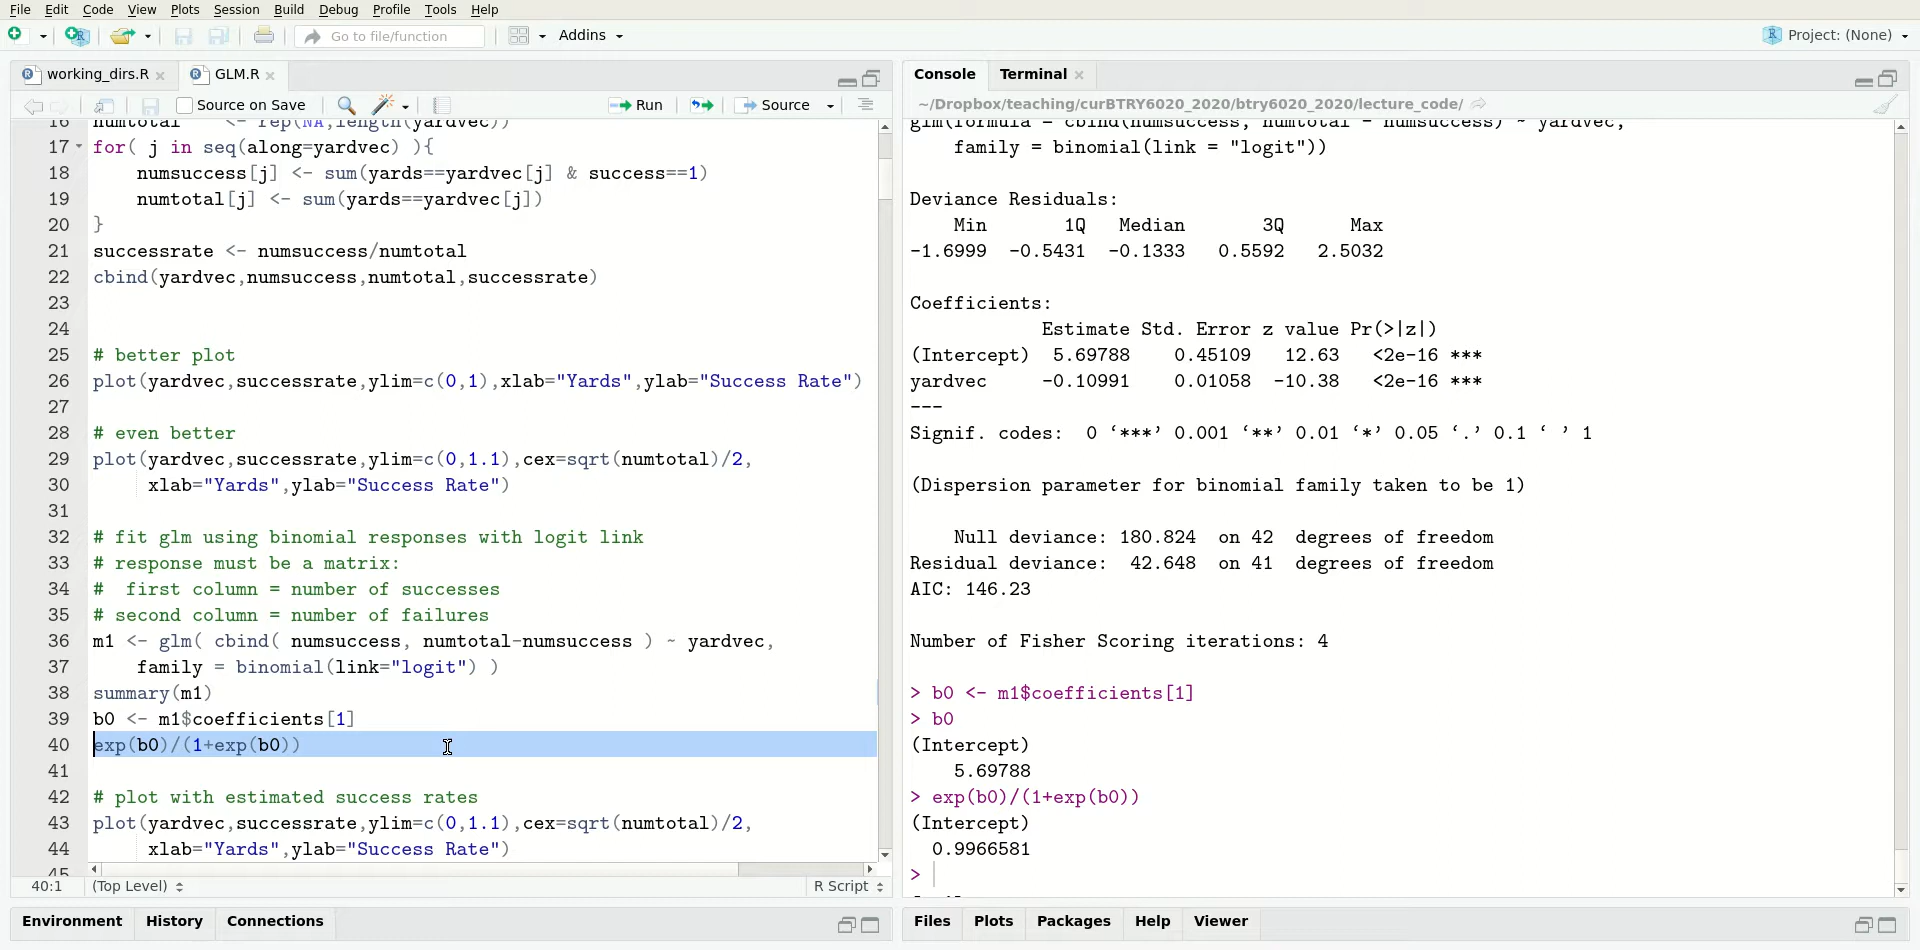 File Edit Code View Plots Session Build Debug Profile Tools Help
Go to file/function Addins Project: (None)
working_dirs.R GLM.R
Source on Save Run Source
16 numtotal <- rep(NA,length(yardvec))
17 for( j in seq(along=yardvec) ){
18 numsuccess[j] <- sum(yards==yardvec[j] & success==1)
19 numtotal[j] <- sum(yards==yardvec[j])
20 }
21 successrate <- numsuccess/numtotal
22 cbind(yardvec,numsuccess,numtotal,successrate)
23
24
25 # better plot
26 plot(yardvec,successrate,ylim=c(0,1),xlab="Yards",ylab="Success Rate")
27
28 # even better
29 plot(yardvec,successrate,ylim=c(0,1.1),cex=sqrt(numtotal)/2,
30 xlab="Yards",ylab="Success Rate")
31
32 # fit glm using binomial responses with logit link
33 # response must be a matrix:
34 # first column = number of successes
35 # second column = number of failures
36 m1 <- glm( cbind( numsuccess, numtotal-numsuccess ) ~ yardvec,
37 family = binomial(link="logit") )
38 summary(m1)
39 b0 <- m1$coefficients[1]
40 exp(b0)/(1+exp(b0))
41
42 # plot with estimated success rates
43 plot(yardvec,successrate,ylim=c(0,1.1),cex=sqrt(numtotal)/2,
44 xlab="Yards",ylab="Success Rate")
45
40:1 (Top Level) R Script
Environment History Connections
Console Terminal
~/Dropbox/teaching/curBTRY6020_2020/btry6020_2020/lecture_code/
glm(formula = cbind(numsuccess, numtotal - numsuccess) ~ yardvec,
family = binomial(link = "logit"))
Deviance Residuals:
Min 1Q Median 3Q Max
-1.6999 -0.5431 -0.1333 0.5592 2.5032
Coefficients:
Estimate Std. Error z value Pr(>|z|)
(Intercept) 5.69788 0.45109 12.63 <2e-16 ***
yardvec -0.10991 0.01058 -10.38 <2e-16 ***
---
Signif. codes: 0 ‘***’ 0.001 ‘**’ 0.01 ‘*’ 0.05 ‘.’ 0.1 ‘ ’ 1
(Dispersion parameter for binomial family taken to be 1)
Null deviance: 180.824 on 42 degrees of freedom
Residual deviance: 42.648 on 41 degrees of freedom
AIC: 146.23
Number of Fisher Scoring iterations: 4
> b0 <- m1$coefficients[1]
> b0
(Intercept)
5.69788
> exp(b0)/(1+exp(b0))
(Intercept)
0.9966581
>
Files Plots Packages Help Viewer